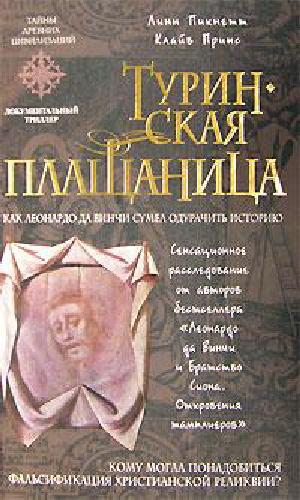 ТАЙНЫ
ДРЕВНИХ
ЦИВИЛИЗАЦИЙ
Линн Пикнетт
Клайв Принс
ДОКУМЕНТАЛЬНЫЙ
ТРИЛЛЕР
ТУРИН-
СКАЯ
ПЛАЩАНИЦА
КАК ЛЕОНАРДО ДА ВИНЧИ СУМЕЛ ОДУРАЧИТЬ ИСТОРИЮ
Сенсационное
расследование
от авторов
бестселлера
«Леонардо
да Винчи
и Братство
Сиона.
Откровения
тамплиеров»
КОМУ МОГЛА ПОНАДОБИТЬСЯ
ФАЛЬСИФИКАЦИЯ ХРИСТИАНСКОЙ РЕЛИКВИИ?